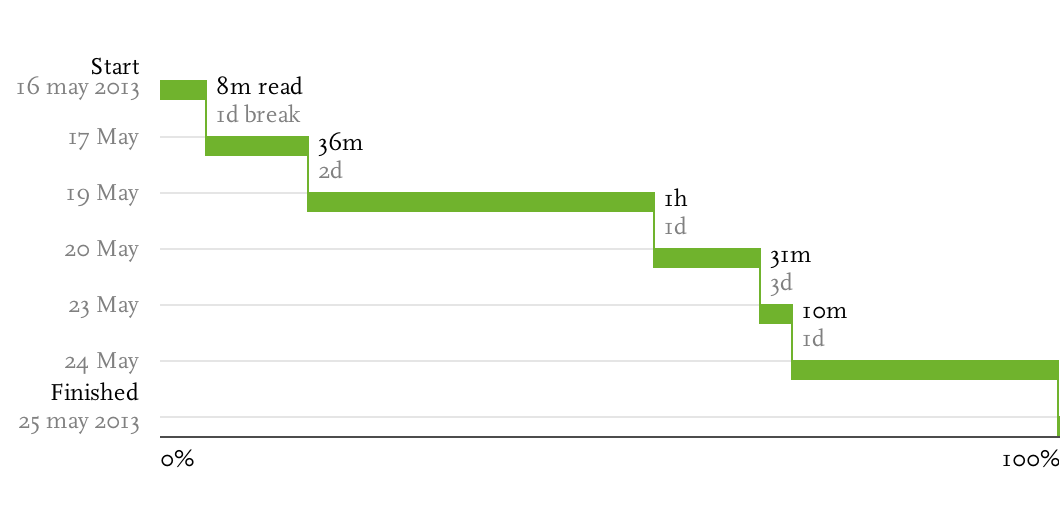 Start
16 may 2013
8m read
1d break
17 May
36m
2d
19 May
1h
1d
20 May
31m
3d
23 May
10m
1d
24 May
Finished
25 may 2013
0%
100%